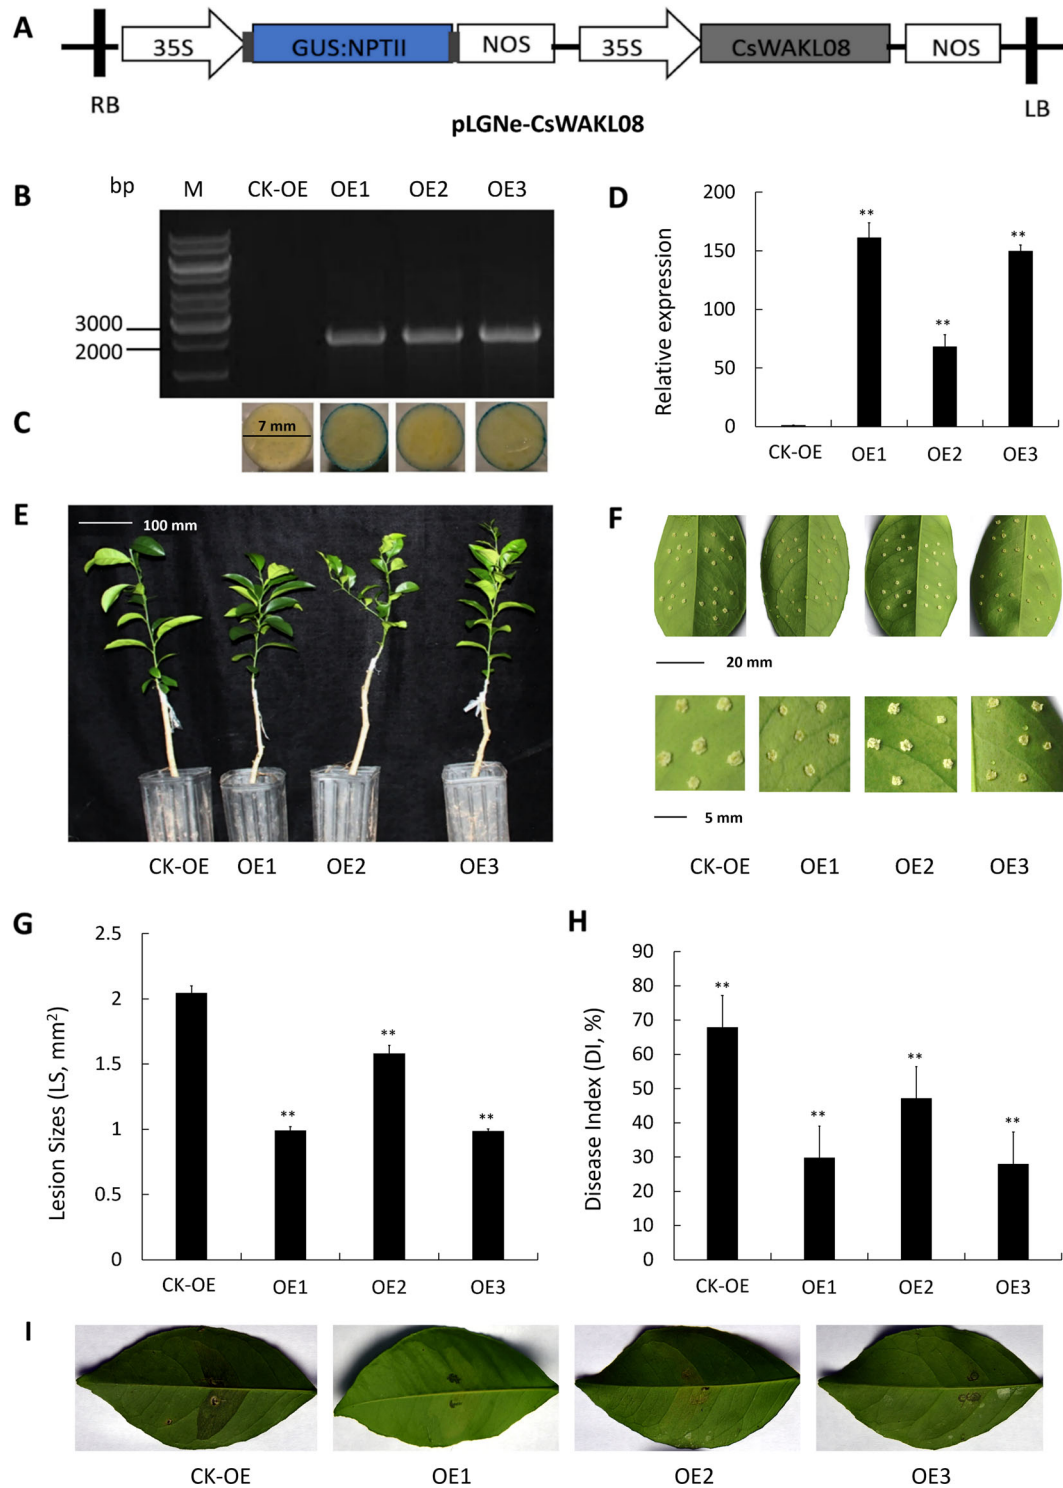 A
35S
GUS:NPTII
NOS
35S
CsWAKL08
NOS
RB
LB
pLGNe-CsWAKL08
B
bp M CK-OE OE1 OE2 OE3
3000
2000
C
7 mm
D
Relative expression
200
150
100
50
0
**
**
**
CK-OE OE1 OE2 OE3
E
100 mm
CK-OE OE1 OE2 OE3
F
20 mm
5 mm
CK-OE OE1 OE2 OE3
G
Lesion Sizes (LS, mm²)
2.5
2
1.5
1
0.5
0
**
**
**
CK-OE OE1 OE2 OE3
H
Disease Index (DI, %)
90
80
70
60
50
40
30
20
10
0
**
**
**
**
CK-OE OE1 OE2 OE3
I
CK-OE OE1 OE2 OE3